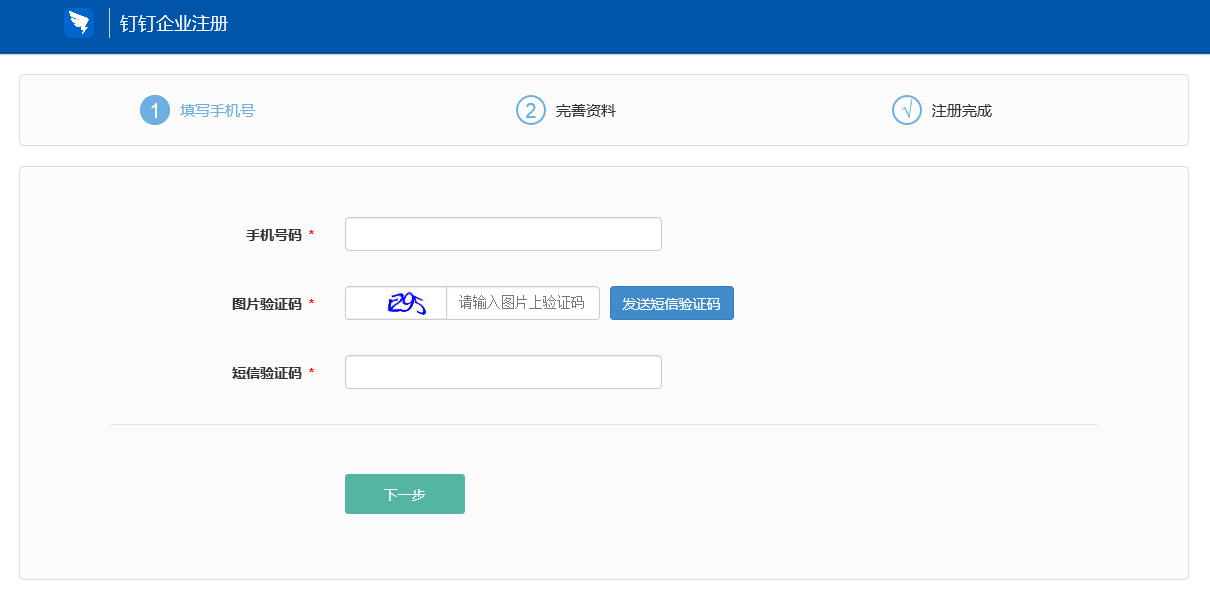 钉钉企业注册
1 填写手机号
2 完善资料
√ 注册完成
手机号码 *
图片验证码 * 请输入图片上验证码 发送短信验证码
短信验证码 *
下一步